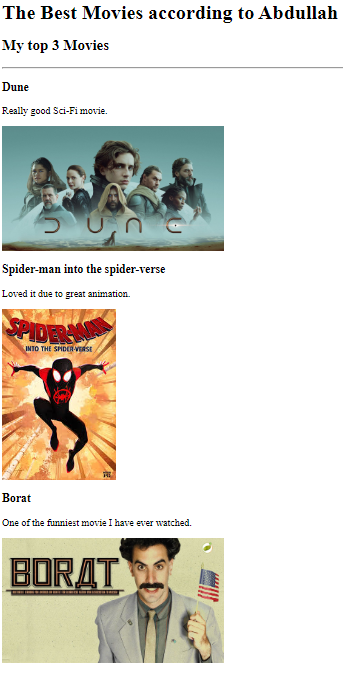 The Best Movies according to Abdullah
My top 3 Movies
Dune
Really good Sci-Fi movie.
DUNE
Spider-man into the spider-verse
Loved it due to great animation.
SPIDER-MAN
INTO THE SPIDER-VERSE
Borat
One of the funniest movie I have ever watched.
BORAT